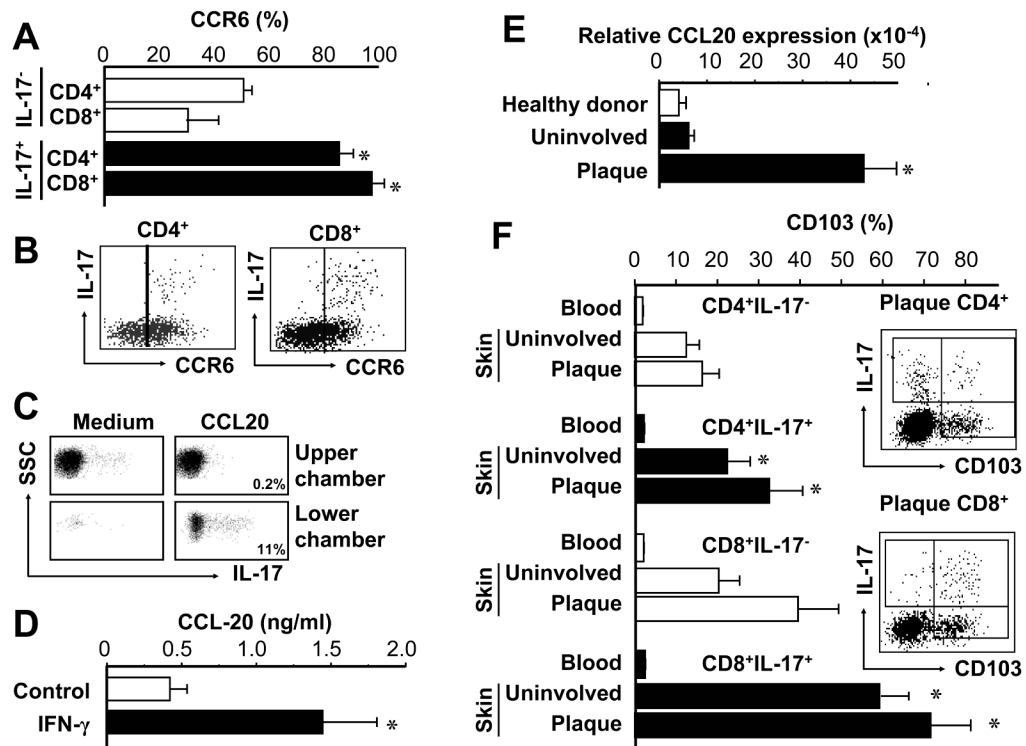 A
CCR6 (%)
0 20 40 60 80 100
IL-17-
CD4+
CD8+
IL-17+
CD4+ *
CD8+ *
B
CD4+ CD8+
IL-17 IL-17
CCR6 CCR6
C
Medium CCL20
SSC
Upper
chamber
0.2%
Lower
chamber
11%
IL-17
D
CCL-20 (ng/ml)
0 0.5 1.0 1.5 2.0
Control
IFN-γ *
E
Relative CCL20 expression (x10-4)
0 10 20 30 40 50
Healthy donor
Uninvolved
Plaque *
F
CD103 (%)
0 10 20 30 40 50 60 70 80
Blood CD4+IL-17-
Skin
Uninvolved
Plaque
Blood CD4+IL-17+
Skin
Uninvolved *
Plaque *
Blood CD8+IL-17-
Skin
Uninvolved
Plaque
Blood CD8+IL-17+
Skin
Uninvolved *
Plaque *
Plaque CD4+
IL-17
CD103
Plaque CD8+
IL-17
CD103